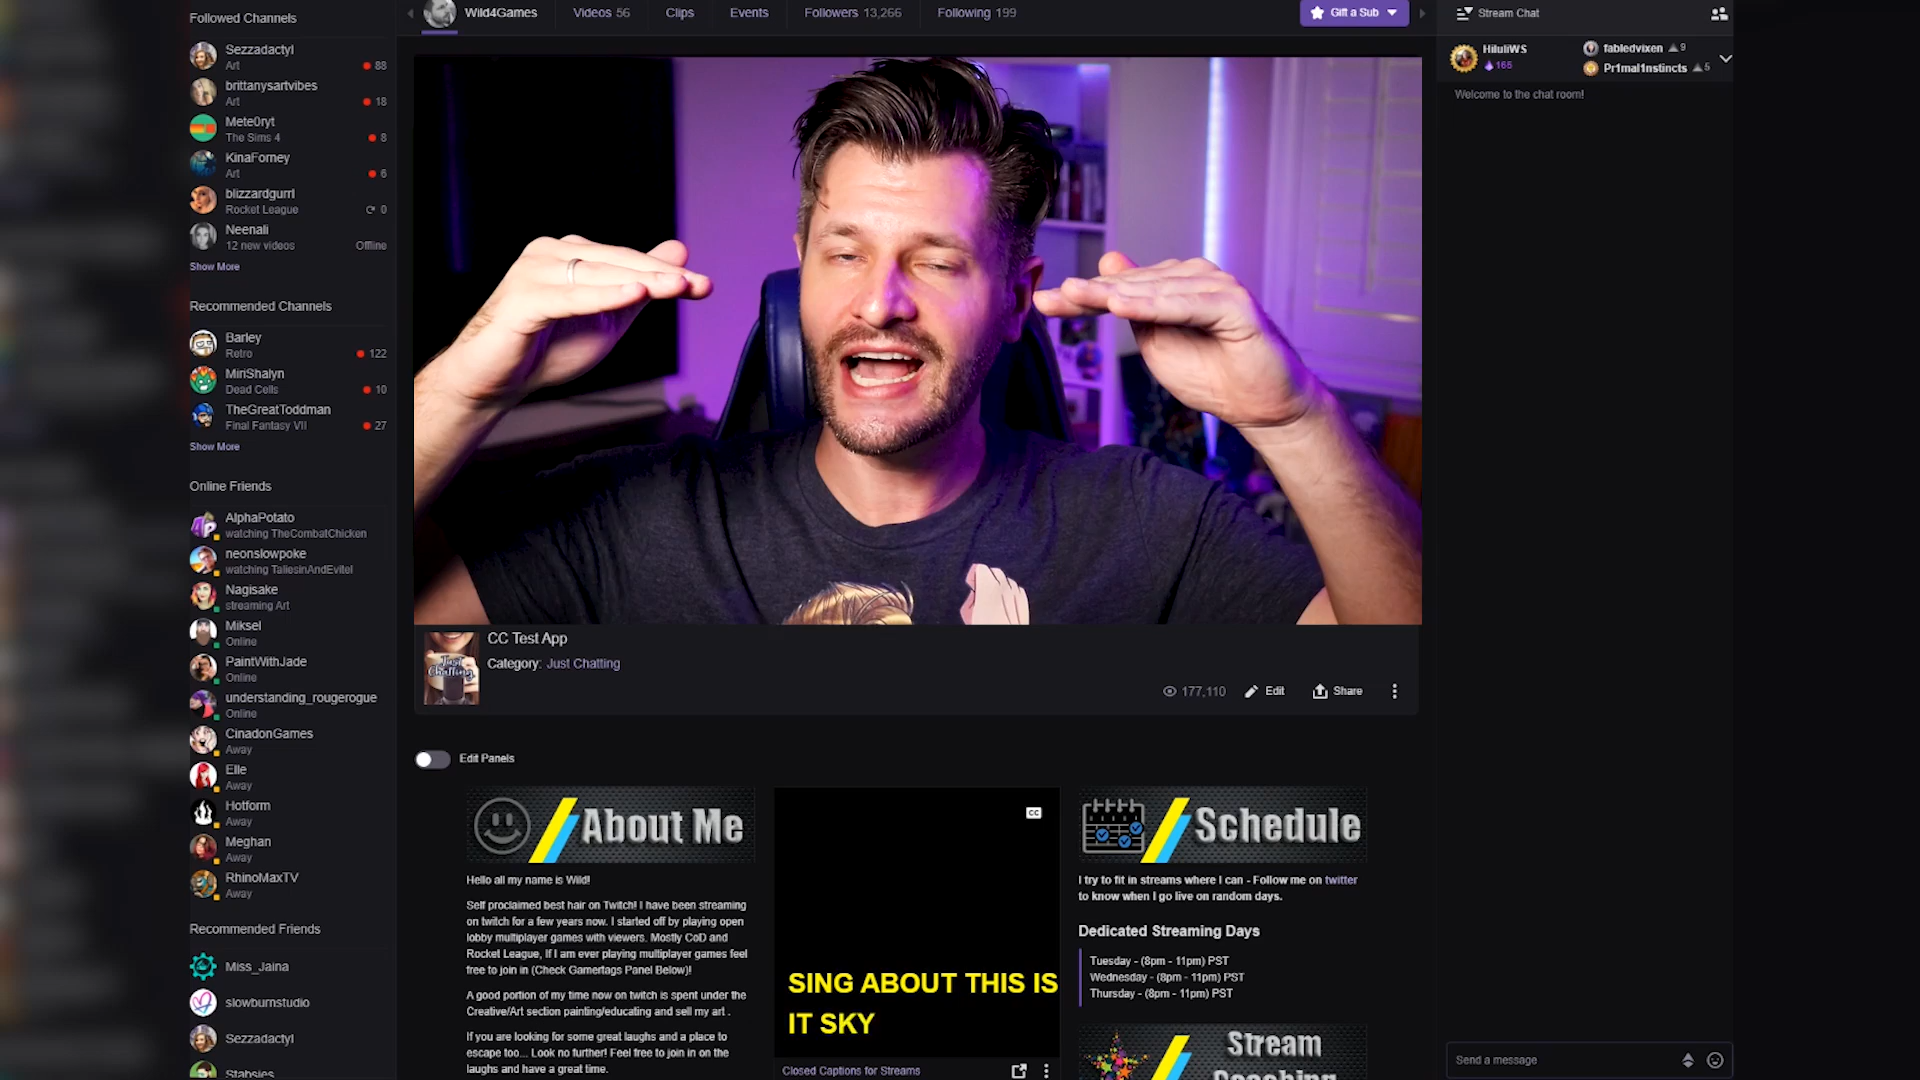 Followed Channels
Sezzadactyl
Art
88
brittanysartvibes
Art
18
Mete0ryt
The Sims 4
8
KinaForney
Art
6
blizzardgurrl
Rocket League
0
Neenali
12 new videos
Offline
Show More
Recommended Channels
Barley
Retro
122
MiriShalyn
Dead Cells
10
TheGreatToddman
Final Fantasy VII
27
Show More
Online Friends
AlphaPotato
watching TheCombatChicken
neonslowpoke
watching TaliesinAndEvitel
Nagisake
streaming Art
Miksel
Online
PaintWithJade
Online
understanding_rougerogue
Online
CinadonGames
Away
Elle
Away
Hotform
Away
Meghan
Away
RhinoMaxTV
Away
Recommended Friends
Miss_Jaina
slowburnstudio
Sezzadactyl
Stabsies
Wild4Games
Videos 56
Clips
Events
Followers 13,266
Following 199
Gift a Sub
CC Test App
Category: Just Chatting
Just
Chatting
177,110
Edit
Share
Edit Panels
About Me
Hello all my name is Wild!
Self proclaimed best hair on Twitch! I have been streaming
on twitch for a few years now. I started off by playing open
lobby multiplayer games with viewers. Mostly CoD and
Rocket League, If I am ever playing multiplayer games feel
free to join in (Check Gamertags Panel Below)!
A good portion of my time now on twitch is spent under the
Creative/Art section painting/educating and sell my art .
If you are looking for some great laughs and a place to
escape too... Look no further! Feel free to join in on the
laughs and have a great time.
CC
SING ABOUT THIS IS
IT SKY
Closed Captions for Streams
Schedule
I try to fit in streams where I can - Follow me on twitter
to know when I go live on random days.
Dedicated Streaming Days
Tuesday - (8pm - 11pm) PST
Wednesday - (8pm - 11pm) PST
Thursday - (8pm - 11pm) PST
Stream
Coaching
Stream Chat
HiluliWS
165
fabledvixen 9
Pr1mal1nstincts 5
Welcome to the chat room!
Send a message